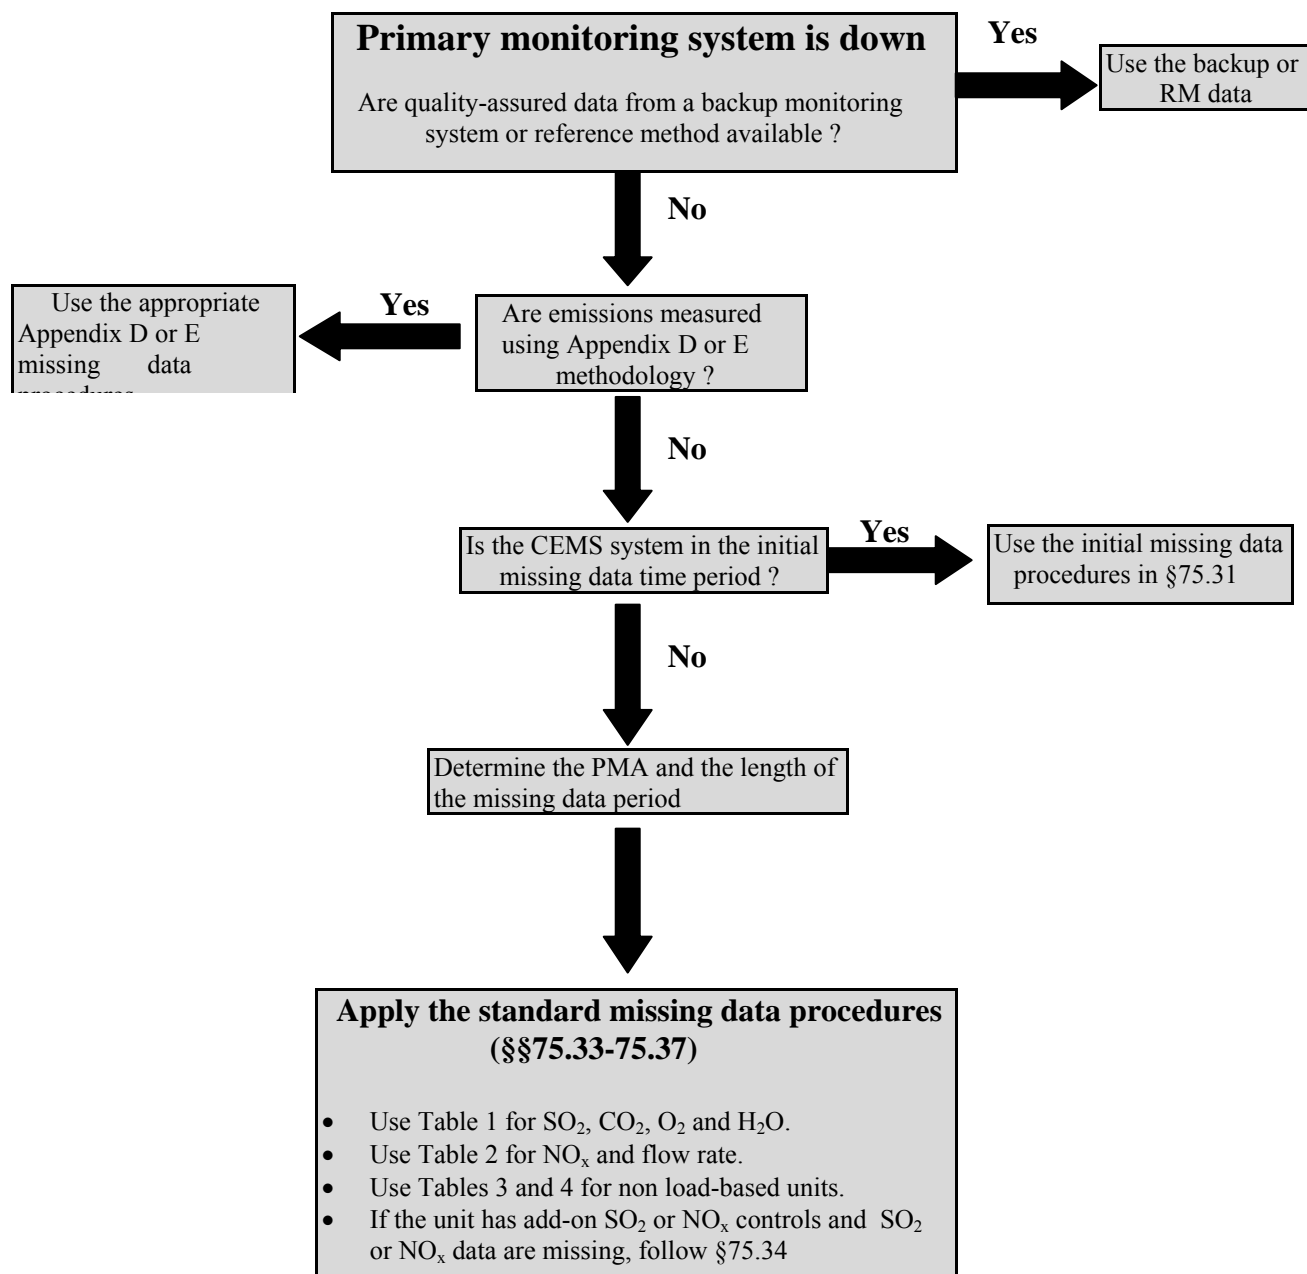 Primary monitoring system is down
Are quality-assured data from a backup monitoring
system or reference method available ?
Yes
Use the backup or
RM data
No
Use the appropriate
Appendix D or E
missing data
procedures
Yes
Are emissions measured
using Appendix D or E
methodology ?
No
Is the CEMS system in the initial
missing data time period ?
Yes
Use the initial missing data
procedures in §75.31
No
Determine the PMA and the length of
the missing data period
Apply the standard missing data procedures
(§§75.33-75.37)
• Use Table 1 for SO₂, CO₂, O₂ and H₂O.
• Use Table 2 for NOₓ and flow rate.
• Use Tables 3 and 4 for non load-based units.
• If the unit has add-on SO₂ or NOₓ controls and SO₂
or NOₓ data are missing, follow §75.34